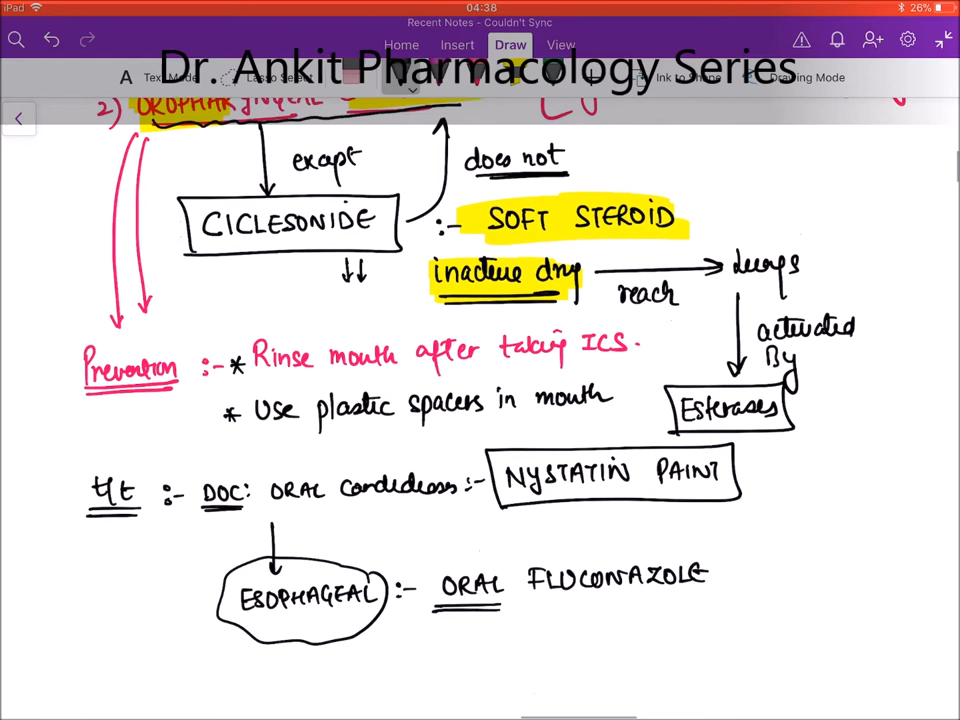 iPad 04:38 26%
Recent Notes - Couldn't Sync
Home Insert Draw View
Dr. Ankit Pharmacology Series
Text Mode Lasso Select Ink to Shape Drawing Mode
2) OROPHARYNGEAL
exapt does not
CICLESONIDE :- SOFT STEROID
inactive drug reach lungs
activated
By
Esterases
Prevention :- * Rinse mouth after taking ICS.
* Use plastic spacers in mouth
t/t :- DOC: ORAL candidiasis :- NYSTATIN PAINT
ESOPHAGEAL :- ORAL FLUCONAZOLE